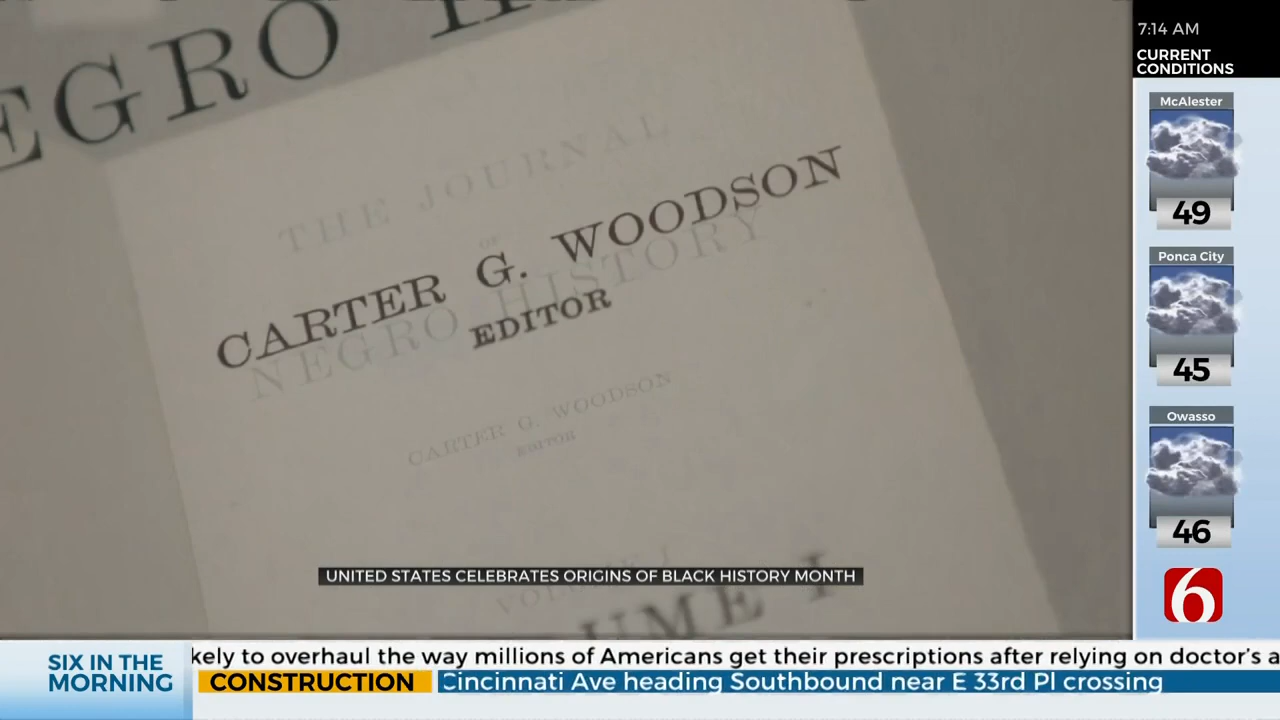 EGRO
THE JOURNAL
OF
NEGRO HISTORY
CARTER G. WOODSON
EDITOR
CARTER G. WOODSON
EDITOR
UME I
UNITED STATES CELEBRATES ORIGINS OF BLACK HISTORY MONTH
7:14 AM
CURRENT
CONDITIONS
McAlester
49
Ponca City
45
Owasso
46
6
SIX IN THE
MORNING
kely to overhaul the way millions of Americans get their prescriptions after relying on doctor's a
CONSTRUCTION
Cincinnati Ave heading Southbound near E 33rd Pl crossing